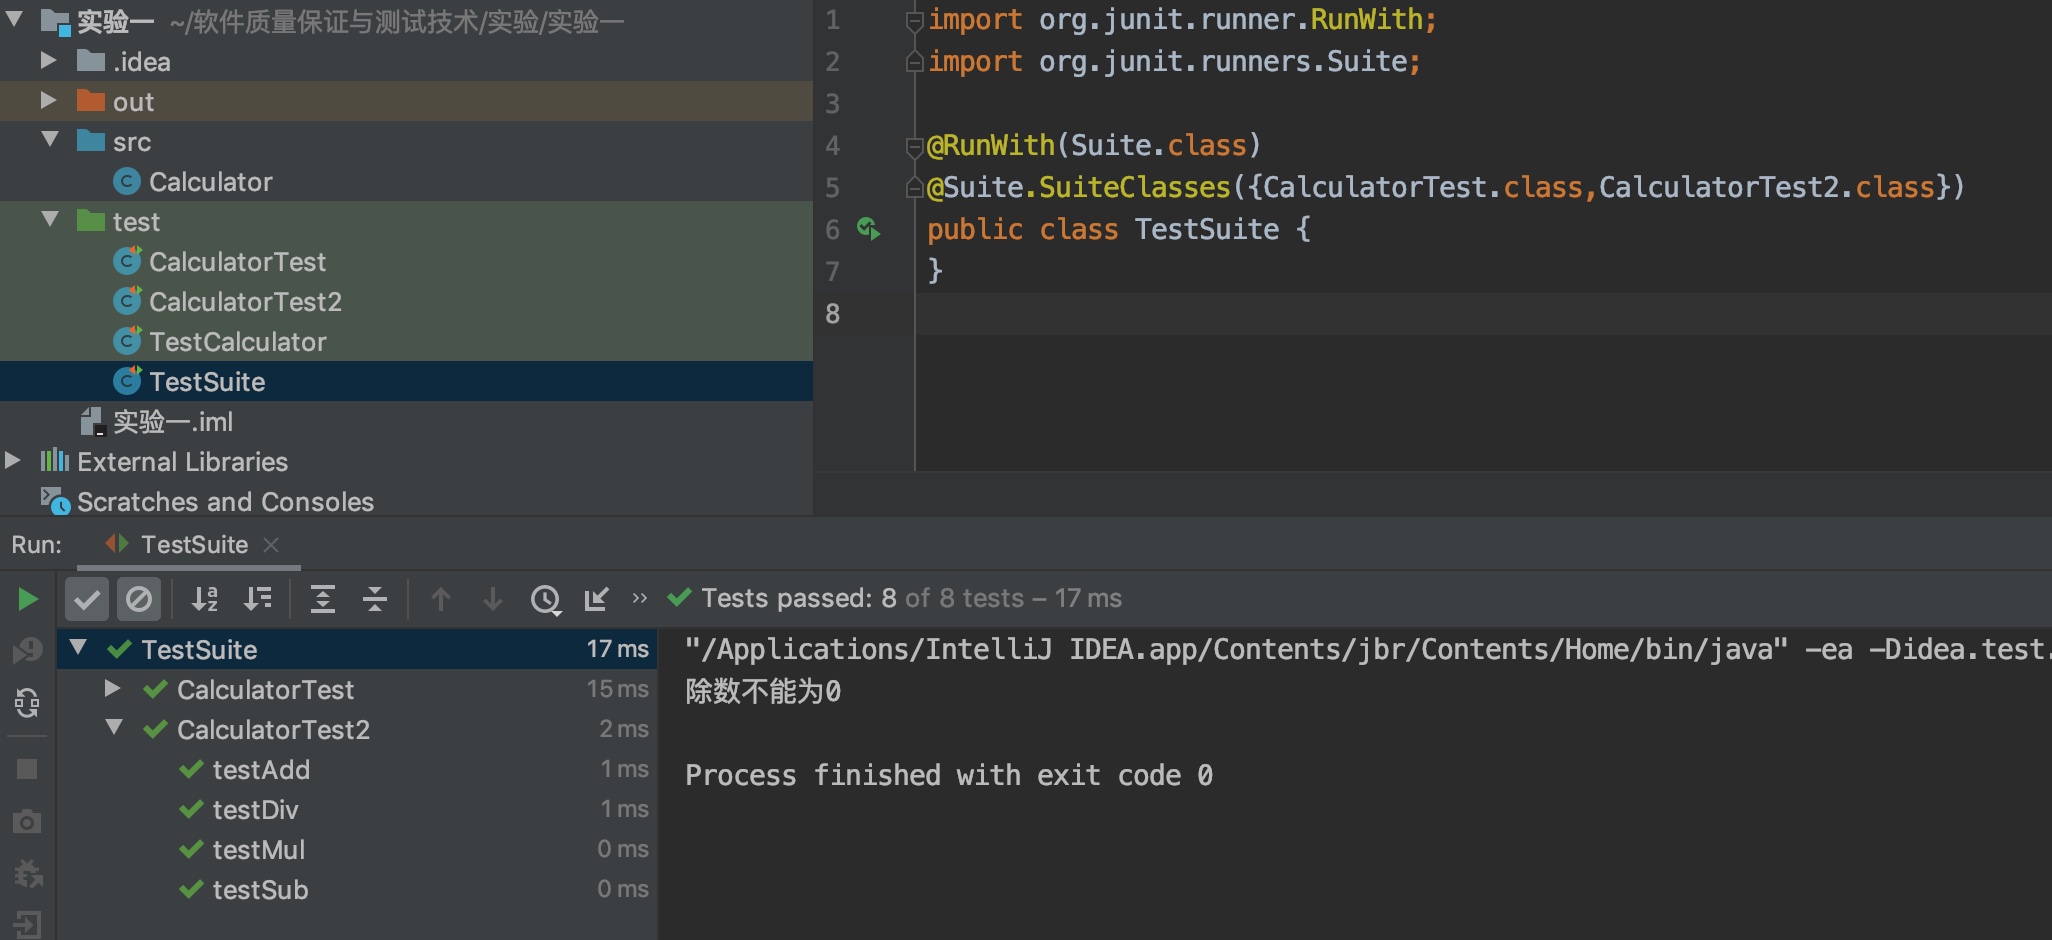 实验一 ~/软件质量保证与测试技术/实验/实验一
.idea
out
src
Calculator
test
CalculatorTest
CalculatorTest2
TestCalculator
TestSuite
实验一.iml
External Libraries
Scratches and Consoles
1 import org.junit.runner.RunWith;
2 import org.junit.runners.Suite;
3
4 @RunWith(Suite.class)
5 @Suite.SuiteClasses({CalculatorTest.class,CalculatorTest2.class})
6 public class TestSuite {
7 }
8
Run: TestSuite
Tests passed: 8 of 8 tests – 17 ms
TestSuite 17 ms
CalculatorTest 15 ms
CalculatorTest2 2 ms
testAdd 1 ms
testDiv 1 ms
testMul 0 ms
testSub 0 ms
"/Applications/IntelliJ IDEA.app/Contents/jbr/Contents/Home/bin/java" -ea -Didea.test.
除数不能为0
Process finished with exit code 0